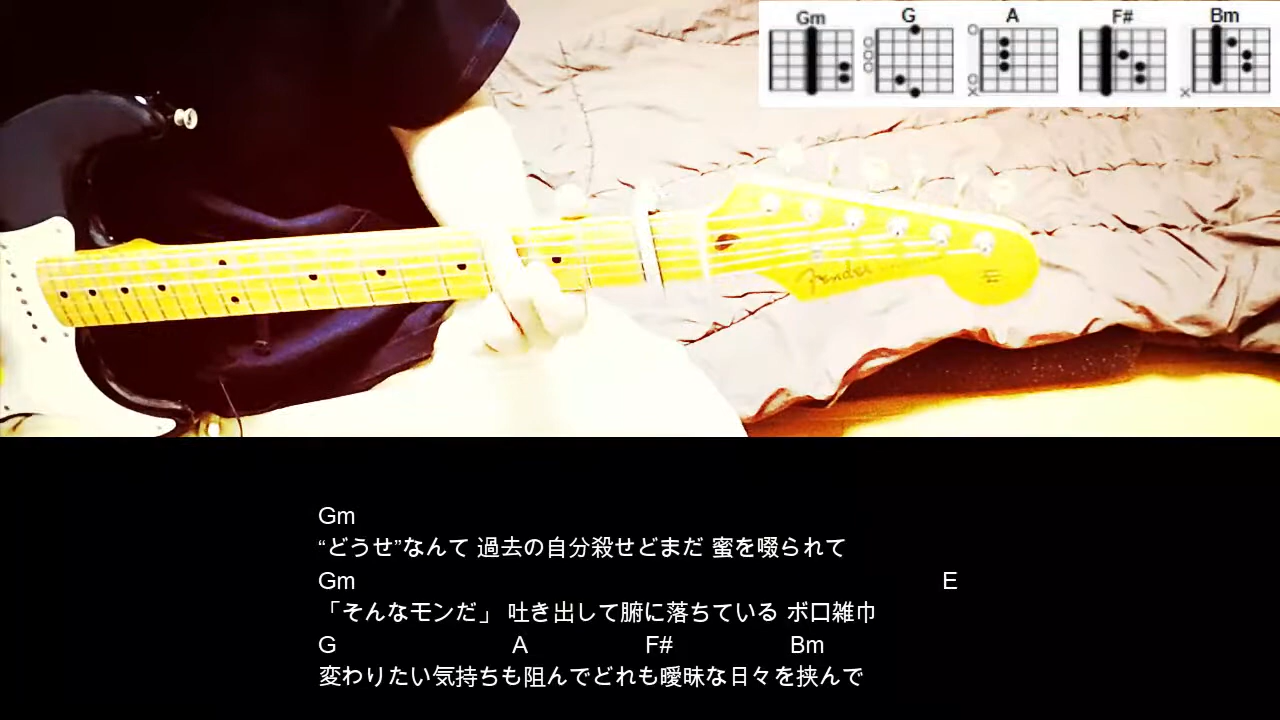 Gm G A F# Bm
Fender
Gm
“どうせ”なんて 過去の自分殺せどまだ 蜜を啜られて
Gm E
「そんなモンだ」 吐き出して腑に落ちている ボロ雑巾
G A F# Bm
変わりたい気持ちも阻んでどれも曖昧な日々を挟んで